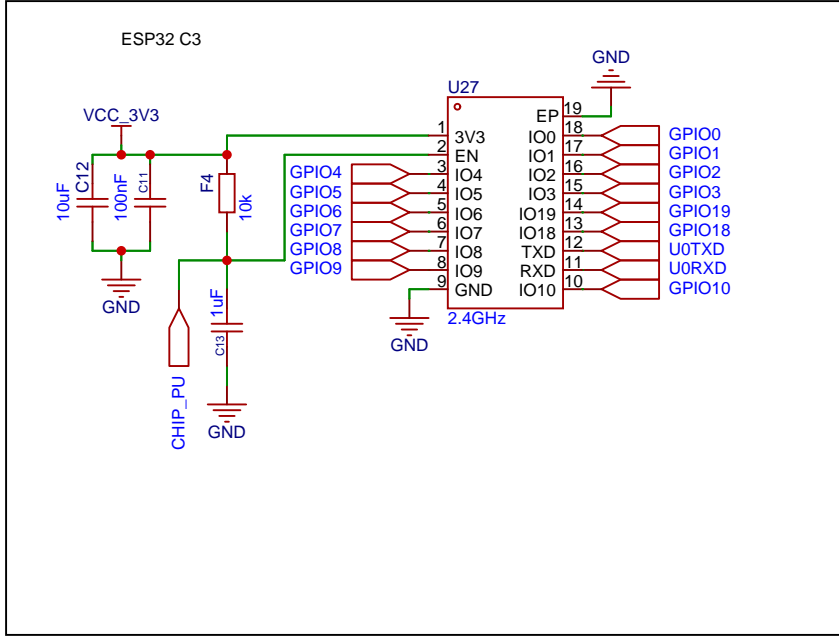 ESP32 C3
GND
U27
VCC_3V3
EP 19
1 3V3 IO0 18 GPIO0
2 EN IO1 17 GPIO1
GPIO4 3 IO4 IO2 16 GPIO2
GPIO5 4 IO5 IO3 15 GPIO3
GPIO6 5 IO6 IO19 14 GPIO19
GPIO7 6 IO7 IO18 13 GPIO18
GPIO8 7 IO8 TXD 12 U0TXD
GPIO9 8 IO9 RXD 11 U0RXD
9 GND IO10 10 GPIO10
2.4GHz
GND
10uF
C12
100nF
C11
F4
10k
GND
1uF
C13
CHIP_PU
GND